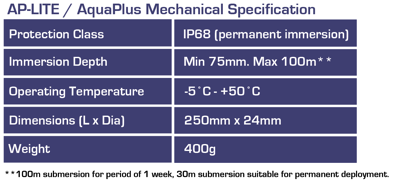 AP-LITE / AquaPlus Mechanical Specification
Protection Class IP68 (permanent immersion)
Immersion Depth Min 75mm. Max 100m**
Operating Temperature -5˚C - +50˚C
Dimensions (L x Dia) 250mm x 24mm
Weight 400g
**100m submersion for period of 1 week, 30m submersion suitable for permanent deployment.